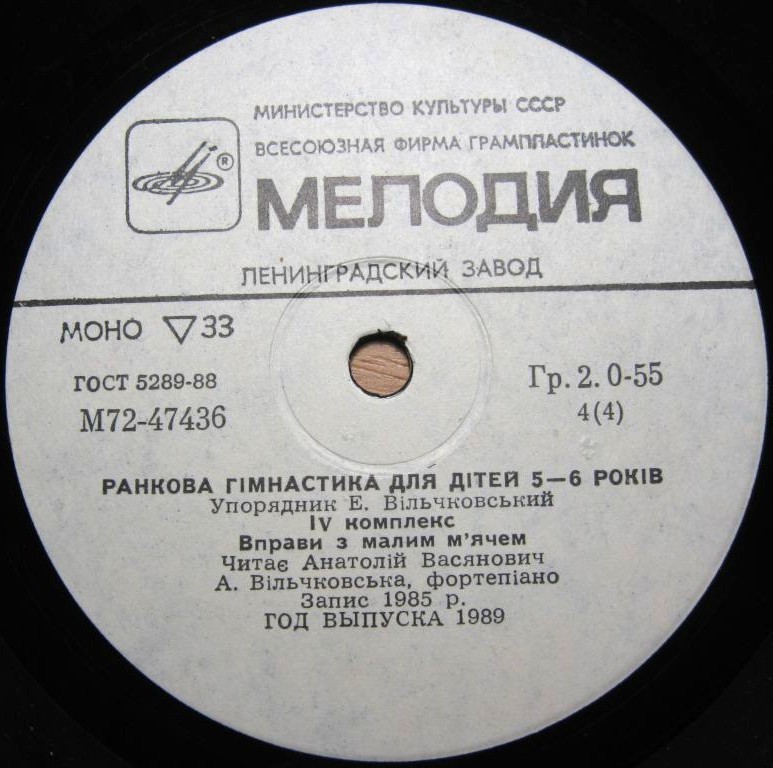 МИНИСТЕРСТВО КУЛЬТУРЫ СССР
ВСЕСОЮЗНАЯ ФИРМА ГРАМПЛАСТИНОК
®
МЕЛОДИЯ
ЛЕНИНГРАДСКИЙ ЗАВОД
МОНО ▽33
ГОСТ 5289-88
Гр. 2. 0-55
М72-47436
4(4)
РАНКОВА ГІМНАСТИКА ДЛЯ ДІТЕЙ 5—6 РОКІВ
Упорядник Е. Вільчковський
IV комплекс
Вправи з малим м'ячем
Читає Анатолій Васянович
А. Вільчковська, фортепіано
Запис 1985 р.
ГОД ВЫПУСКА 1989